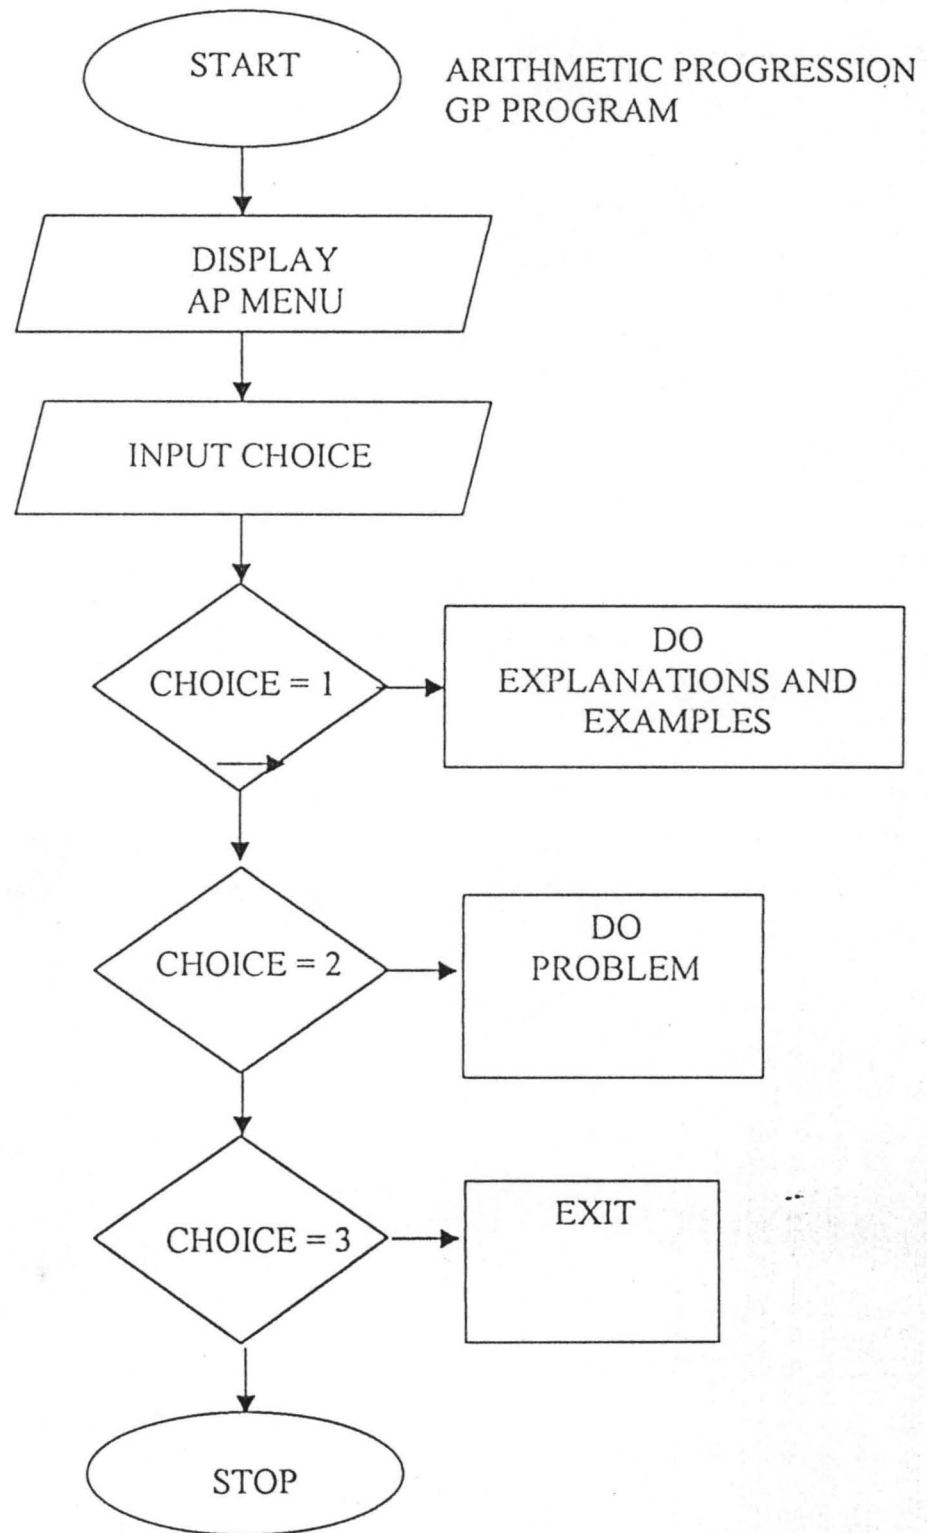 START
ARITHMETIC PROGRESSION
GP PROGRAM
DISPLAY
AP MENU
INPUT CHOICE
CHOICE = 1
DO
EXPLANATIONS AND
EXAMPLES
CHOICE = 2
DO
PROBLEM
CHOICE = 3
EXIT
STOP